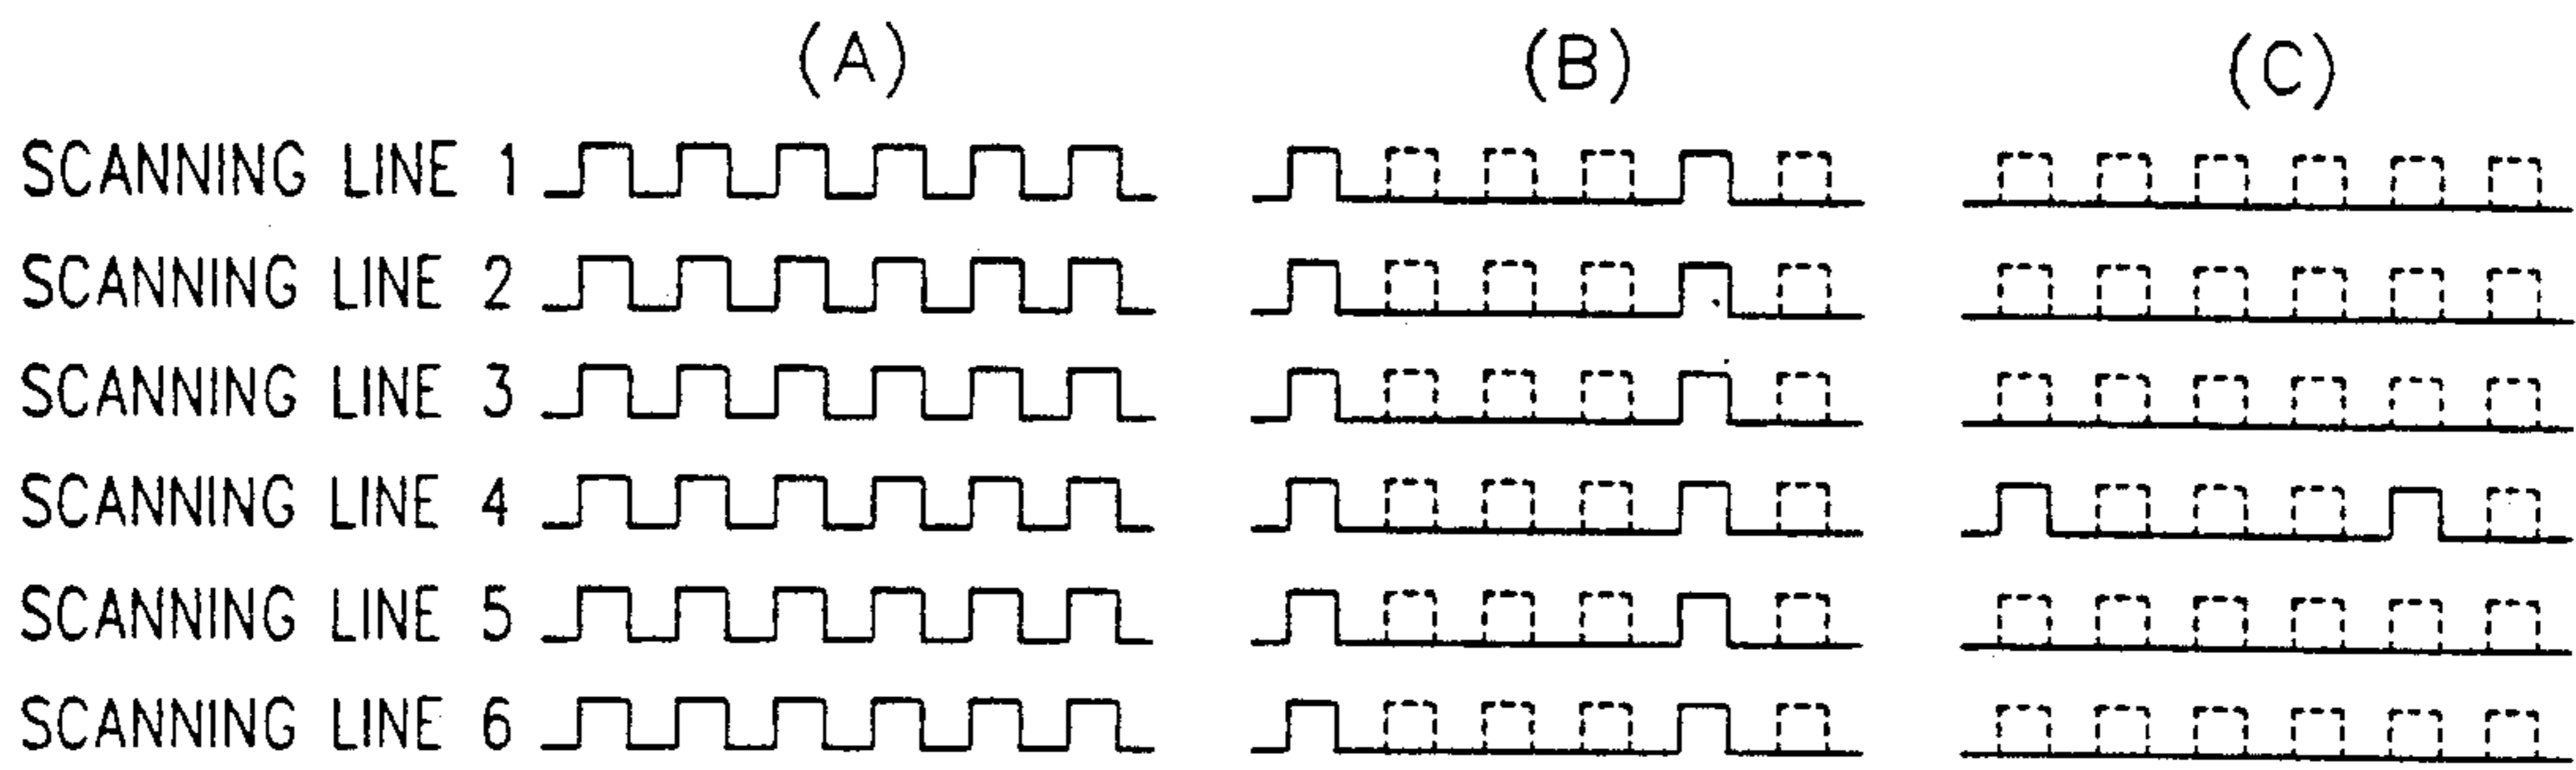 (A) (B) (C)
SCANNING LINE 1
SCANNING LINE 2
SCANNING LINE 3
SCANNING LINE 4
SCANNING LINE 5
SCANNING LINE 6